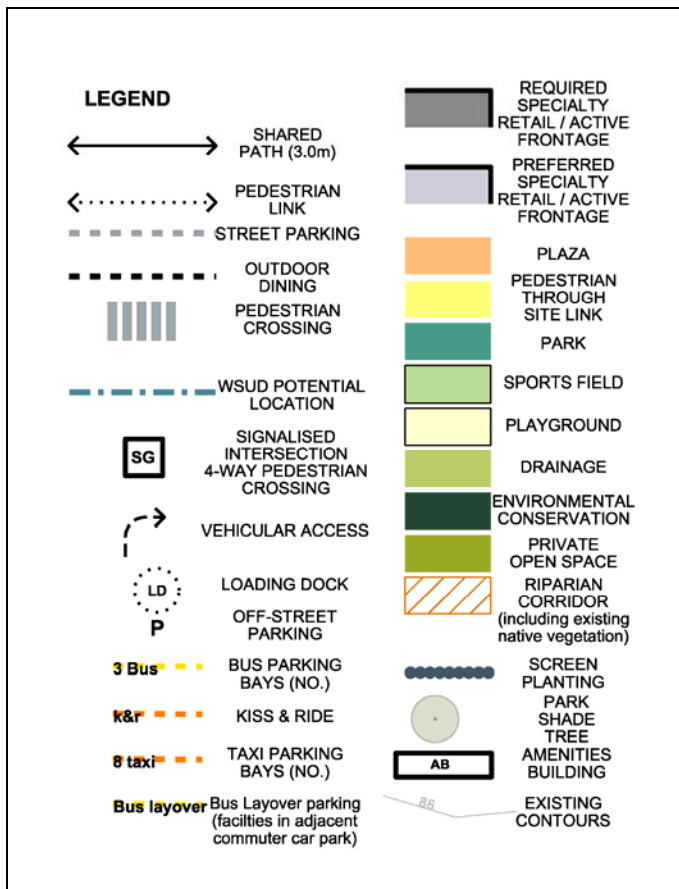 LEGEND
SHARED
PATH (3.0m)
PEDESTRIAN
LINK
STREET PARKING
OUTDOOR
DINING
PEDESTRIAN
CROSSING
WSUD POTENTIAL
LOCATION
SG
SIGNALISED
INTERSECTION
4-WAY PEDESTRIAN
CROSSING
VEHICULAR ACCESS
LD
LOADING DOCK
P
OFF-STREET
PARKING
3 Bus
BUS PARKING
BAYS (NO.)
k&r
KISS & RIDE
8 taxi
TAXI PARKING
BAYS (NO.)
Bus layover
Bus Layover parking
(facilties in adjacent
commuter car park)
REQUIRED
SPECIALTY
RETAIL / ACTIVE
FRONTAGE
PREFERRED
SPECIALTY
RETAIL / ACTIVE
FRONTAGE
PLAZA
PEDESTRIAN
THROUGH
SITE LINK
PARK
SPORTS FIELD
PLAYGROUND
DRAINAGE
ENVIRONMENTAL
CONSERVATION
PRIVATE
OPEN SPACE
RIPARIAN
CORRIDOR
(including existing
native vegetation)
SCREEN
PLANTING
PARK
SHADE
TREE
AB
AMENITIES
BUILDING
86
EXISTING
CONTOURS